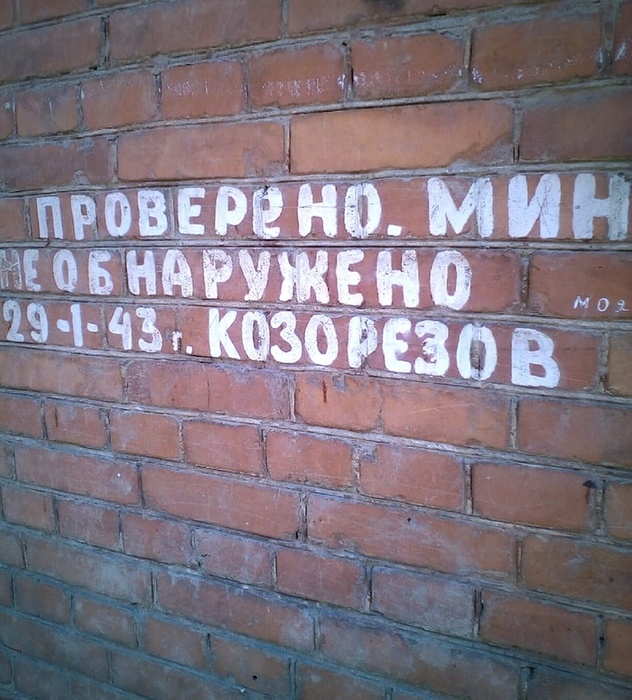 ПРОВЕРЕНО. МИН
НЕ ОБНАРУЖЕНО
29-1-43 г. КОЗОРЕЗОВ